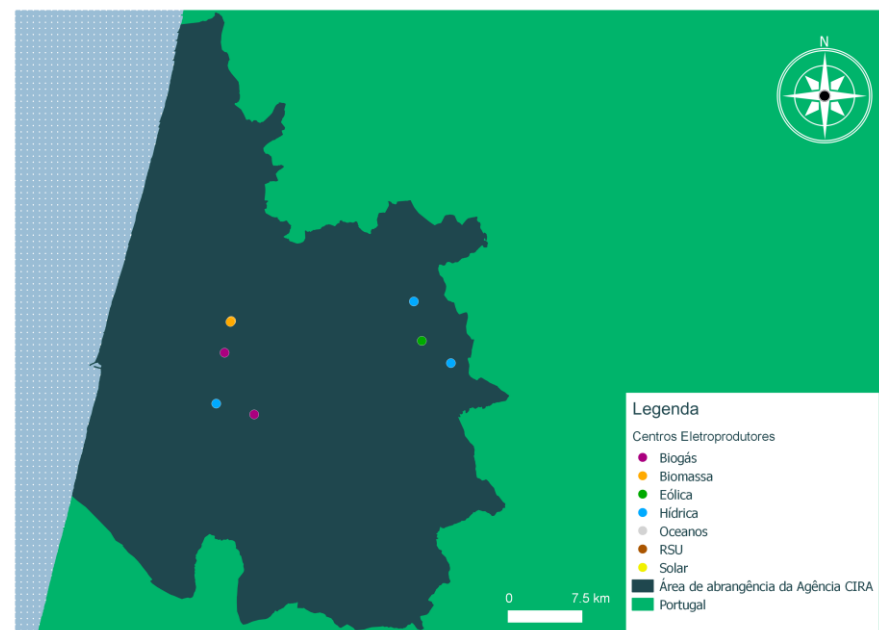 N
Legenda
Centros Eletroprodutores
Biogás
Biomassa
Eólica
Hídrica
Oceanos
RSU
Solar
Área de abrangência da Agência CIRA
Portugal
0 7.5 km